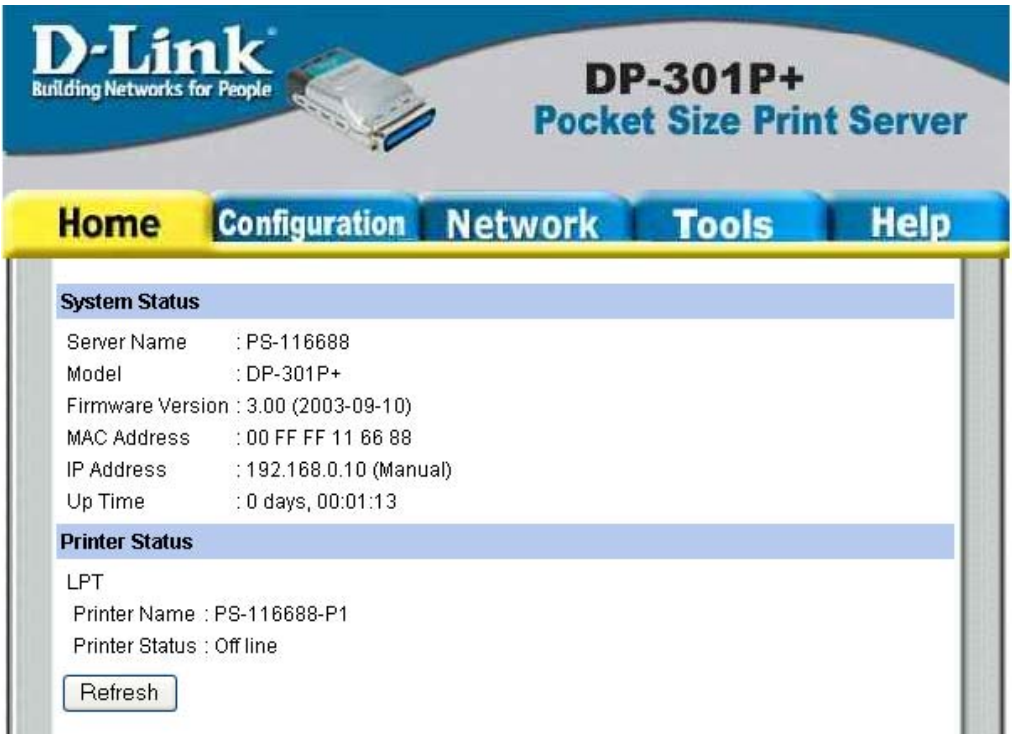 D-Link
Building Networks for People
DP-301P+
Pocket Size Print Server
Home Configuration Network Tools Help
System Status
Server Name : PS-116688
Model : DP-301P+
Firmware Version : 3.00 (2003-09-10)
MAC Address : 00 FF FF 11 66 88
IP Address : 192.168.0.10 (Manual)
Up Time : 0 days, 00:01:13
Printer Status
LPT
Printer Name : PS-116688-P1
Printer Status : Off line
Refresh